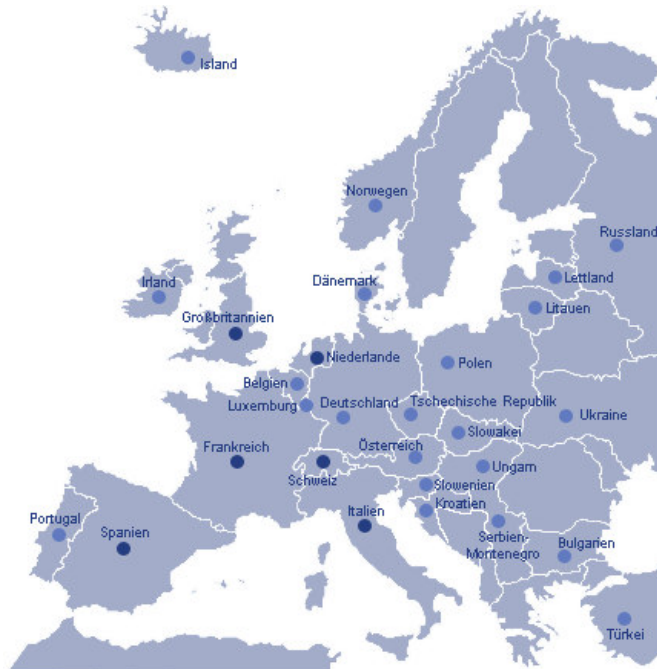 Island
Norwegen
Russland
Irland
Dänemark
Lettland
Litauen
Großbritannien
Niederlande
Polen
Belgien
Luxemburg
Deutschland
Tschechische Republik
Ukraine
Slowakei
Frankreich
Österreich
Ungarn
Schweiz
Slowenien
Kroatien
Portugal
Spanien
Italien
Serbien-
Montenegro
Bulgarien
Türkei